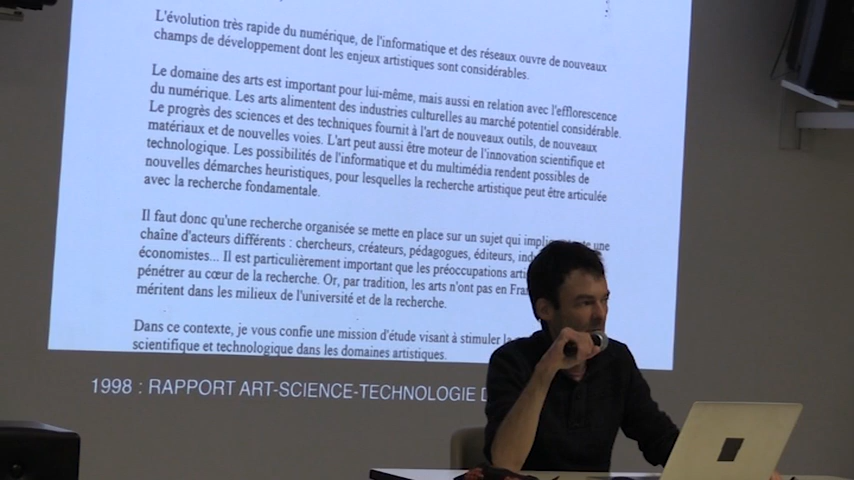 L'évolution très rapide du numérique, de l'informatique et des réseaux ouvre de nouveaux
champs de développement dont les enjeux artistiques sont considérables.
Le domaine des arts est important pour lui-même, mais aussi en relation avec l'efflorescence
du numérique. Les arts alimentent des industries culturelles au marché potentiel considérable.
Le progrès des sciences et des techniques fournit à l'art de nouveaux outils, de nouveaux
matériaux et de nouvelles voies. L'art peut aussi être moteur de l'innovation scientifique et
technologique. Les possibilités de l'informatique et du multimédia rendent possibles de
nouvelles démarches heuristiques, pour lesquelles la recherche artistique peut être articulée
avec la recherche fondamentale.
Il faut donc qu'une recherche organisée se mette en place sur un sujet qui une
chaîne d'acteurs différents : chercheurs, créateurs, pédagogues, éditeurs,
économistes... Il est particulièrement important que les préoccupations
pénétrer au cœur de la recherche. Or, par tradition, les arts n'ont pas en
méritent dans les milieux de l'université et de la recherche.
Dans ce contexte, je vous confie une mission d'étude visant à stimuler
scientifique et technologique dans les domaines artistiques.
1998 : RAPPORT ART-SCIENCE-TECHNOLOGIE